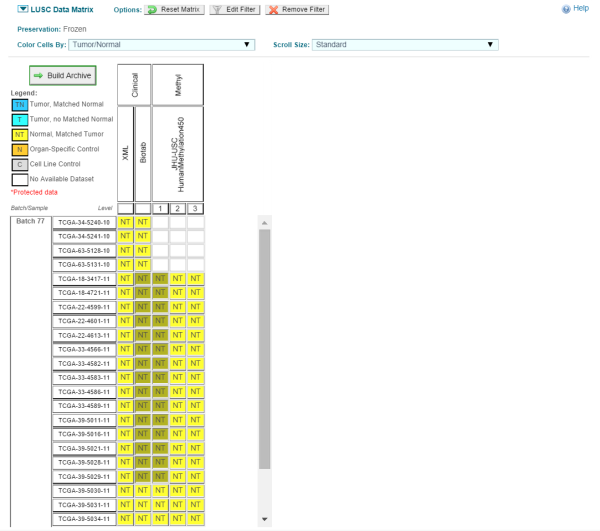 LUSC Data Matrix Options: Reset Matrix Edit Filter Remove Filter Help
Preservation: Frozen
Color Cells By: Tumor/Normal Scroll Size: Standard
Build Archive
Legend:
TN Tumor, Matched Normal
T Tumor, no Matched Normal
NT Normal, Matched Tumor
N Organ-Specific Control
C Cell Line Control
No Available Dataset
*Protected data
Clinical
Methyl
XML
Biotab
JHU-USC
HumanMethylation450
Batch/Sample Level 1 2 3
Batch 77 TCGA-34-5240-10 NT NT
TCGA-34-5241-10 NT NT
TCGA-63-5128-10 NT NT
TCGA-63-5131-10 NT NT
TCGA-18-3417-11 NT NT NT NT NT
TCGA-18-4721-11 NT NT NT NT NT
TCGA-22-4599-11 NT NT NT NT NT
TCGA-22-4601-11 NT NT NT NT NT
TCGA-22-4613-11 NT NT NT NT NT
TCGA-33-4566-11 NT NT NT NT NT
TCGA-33-4582-11 NT NT NT NT NT
TCGA-33-4583-11 NT NT NT NT NT
TCGA-33-4586-11 NT NT NT NT NT
TCGA-33-4589-11 NT NT NT NT NT
TCGA-39-5011-11 NT NT NT NT NT
TCGA-39-5016-11 NT NT NT NT NT
TCGA-39-5021-11 NT NT NT NT NT
TCGA-39-5028-11 NT NT NT NT NT
TCGA-39-5029-11 NT NT NT NT NT
TCGA-39-5030-11 NT NT NT NT NT
TCGA-39-5031-11 NT NT NT NT NT
TCGA-39-5034-11 NT NT NT NT NT